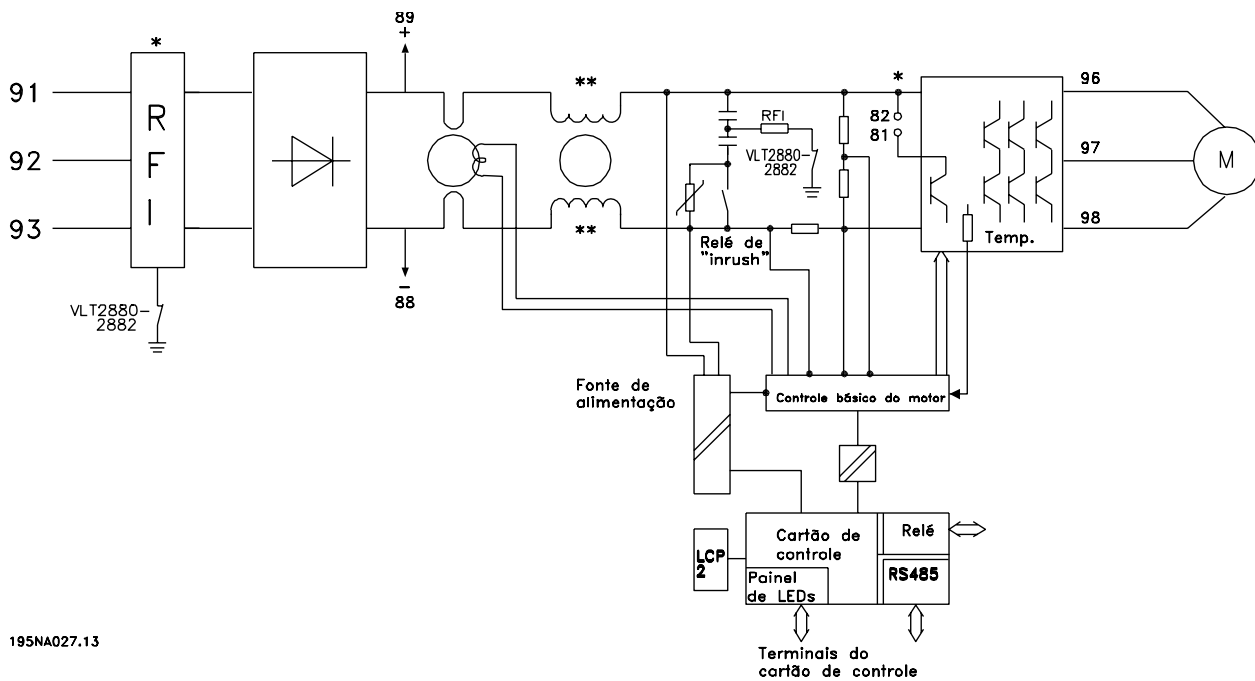 89
+
*
**
*
91
R
F
I
RFI
82
81
96
92
VLT2880-
2882
97
M
93
**
Relé de
"inrush"
Temp.
98
VLT2880-
2882
-
88
Fonte de
alimentação
Controle básico do motor
Cartão de
controle
Relé
LCP
2
RS485
Painel
de LEDs
195NA027.13
Terminais do
cartão de controle